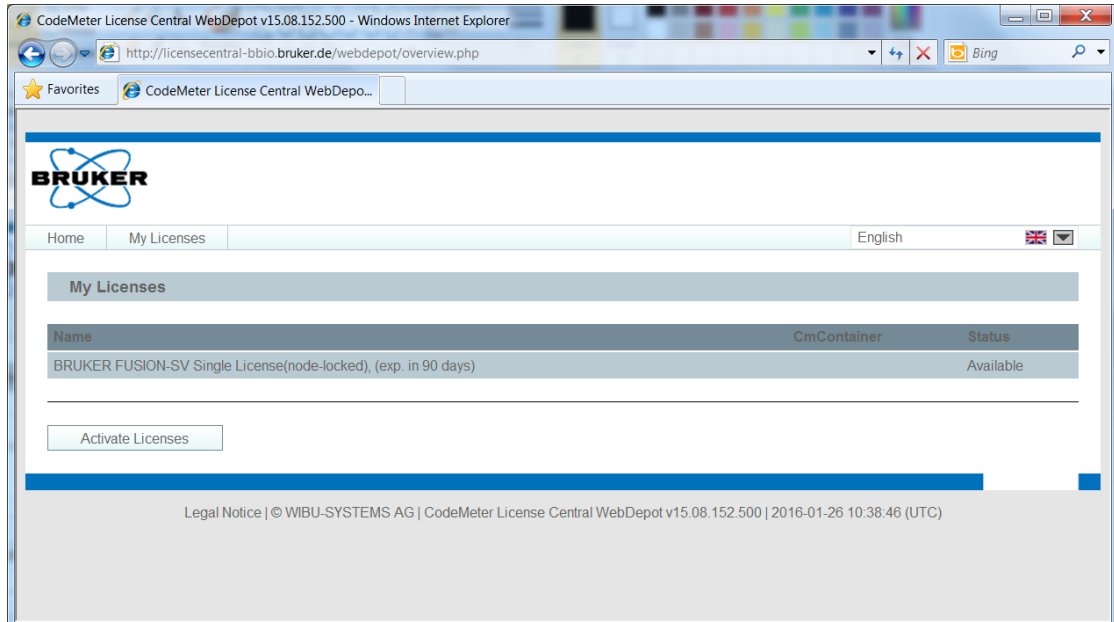 CodeMeter License Central WebDepot v15.08.152.500 - Windows Internet Explorer
http://licensecentral-bbio.bruker.de/webdepot/overview.php
Bing
Favorites
CodeMeter License Central WebDepo...
BRUKER
Home
My Licenses
English
My Licenses
Name CmContainer Status
BRUKER FUSION-SV Single License(node-locked), (exp. in 90 days) Available
Activate Licenses
Legal Notice | © WIBU-SYSTEMS AG | CodeMeter License Central WebDepot v15.08.152.500 | 2016-01-26 10:38:46 (UTC)